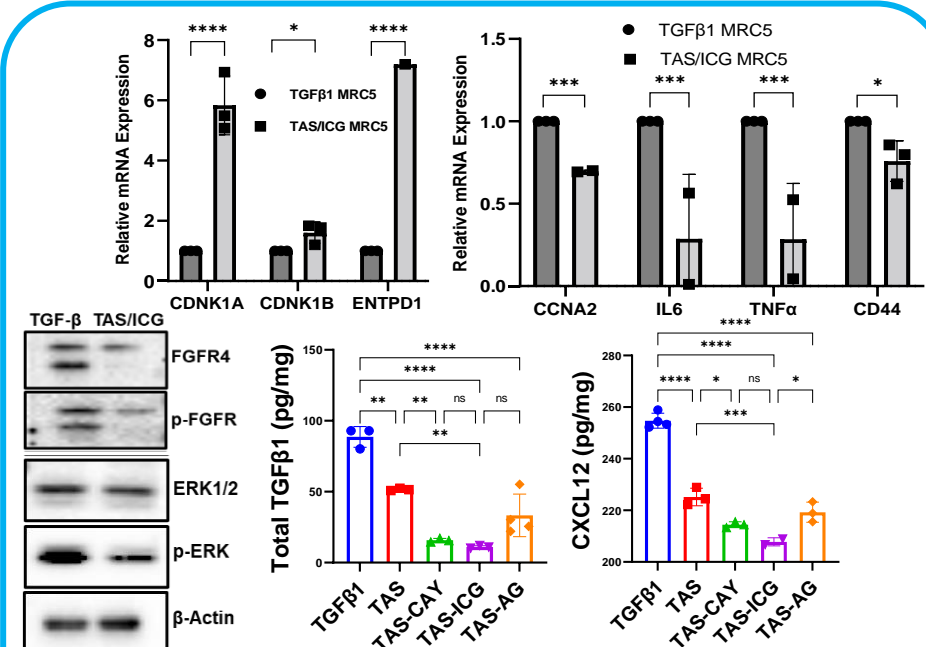 **** * ****
Relative mRNA Expression
8
6
4
2
0
TGFβ1 MRC5
TAS/ICG MRC5
CDNK1A CDNK1B ENTPD1
TGFβ1 MRC5
TAS/ICG MRC5
*** *** *** *
Relative mRNA Expression
1.5
1.0
0.5
0.0
CCNA2 IL6 TNFα CD44
TGF-β TAS/ICG
FGFR4
p-FGFR
ERK1/2
p-ERK
β-Actin
Total TGFβ1 (pg/mg)
150
100
50
0
****
****
** ** ns ns
**
TGFβ1 TAS TAS-CAY TAS-ICG TAS-AG
CXCL12 (pg/mg)
280
260
240
220
200
****
****
**** * ns *
***
TGFβ1 TAS TAS-CAY TAS-ICG TAS-AG